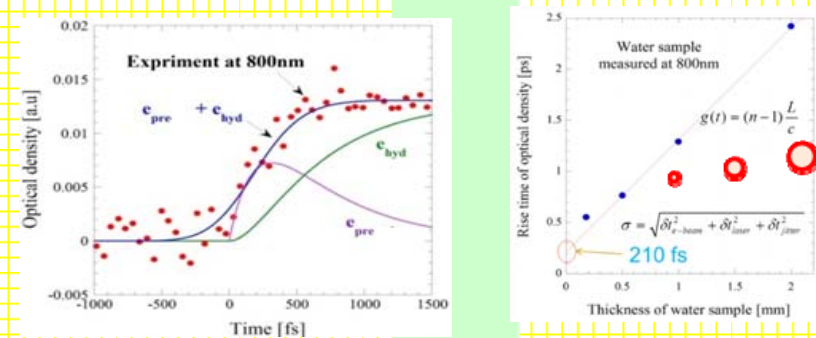 0.02
0.015
0.01
0.005
0
-0.005
-1000
-500
0
500
1000
1500
Optical density [a.u]
Time [fs]
Expriment at 800nm
e_pre + e_hyd
e_hyd
e_pre
2.5
2
1.5
1
0.5
0
0
0.5
1
1.5
2
Rise time of optical density [ps]
Thickness of water sample [mm]
Water sample
measured at 800nm
g(t) = (n−1) L/c
σ = √(δt²_e-beam + δt²_laser + δt²_jitter)
210 fs